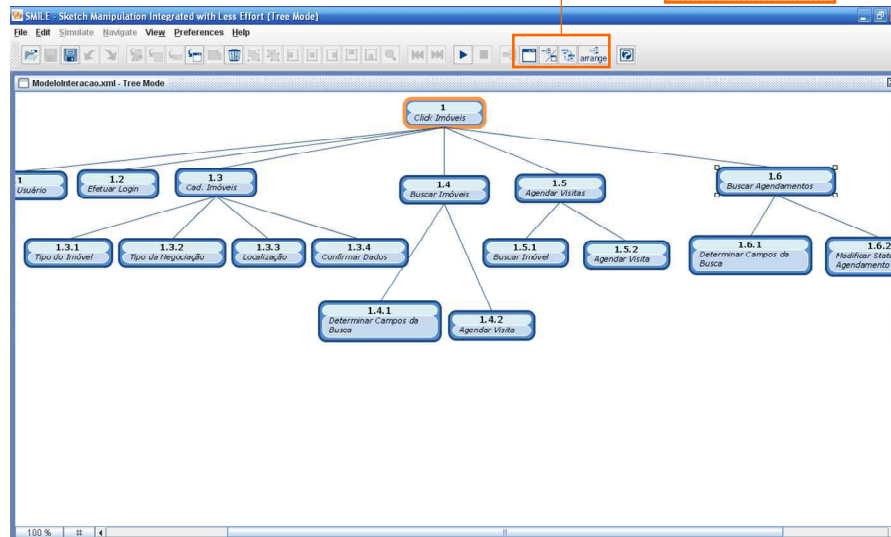 SMILE - Sketch Manipulation Integrated with Less Effort (Tree Mode)
File Edit Simulate Navigate View Preferences Help
arrange
ModeloInteracao.xml - Tree Mode
1
Click Imóveis
1
Usuário
1.2
Efetuar Login
1.3
Cad. Imóveis
1.4
Buscar Imóveis
1.5
Agendar Visitas
1.6
Buscar Agendamentos
1.3.1
Tipo do Imóvel
1.3.2
Tipo da Negociação
1.3.3
Localização
1.3.4
Confirmar Dados
1.5.1
Buscar Imóvel
1.5.2
Agendar Visita
1.6.1
Determinar Campos da
Busca
1.6.2
Modificar Stat
Agendamento
1.4.1
Determinar Campos da
Busca
1.4.2
Agendar Visita
100 % #